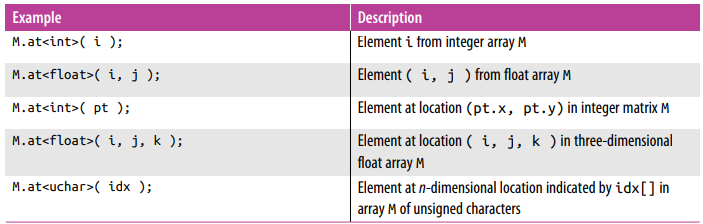 Example Description
M.at<int>( i ); Element i from integer array M
M.at<float>( i, j ); Element ( i, j ) from float array M
M.at<int>( pt ); Element at location (pt.x, pt.y) in integer matrix M
M.at<float>( i, j, k ); Element at location ( i, j, k ) in three-dimensional
float array M
M.at<uchar>( idx ); Element at n-dimensional location indicated by idx[] in
array M of unsigned characters